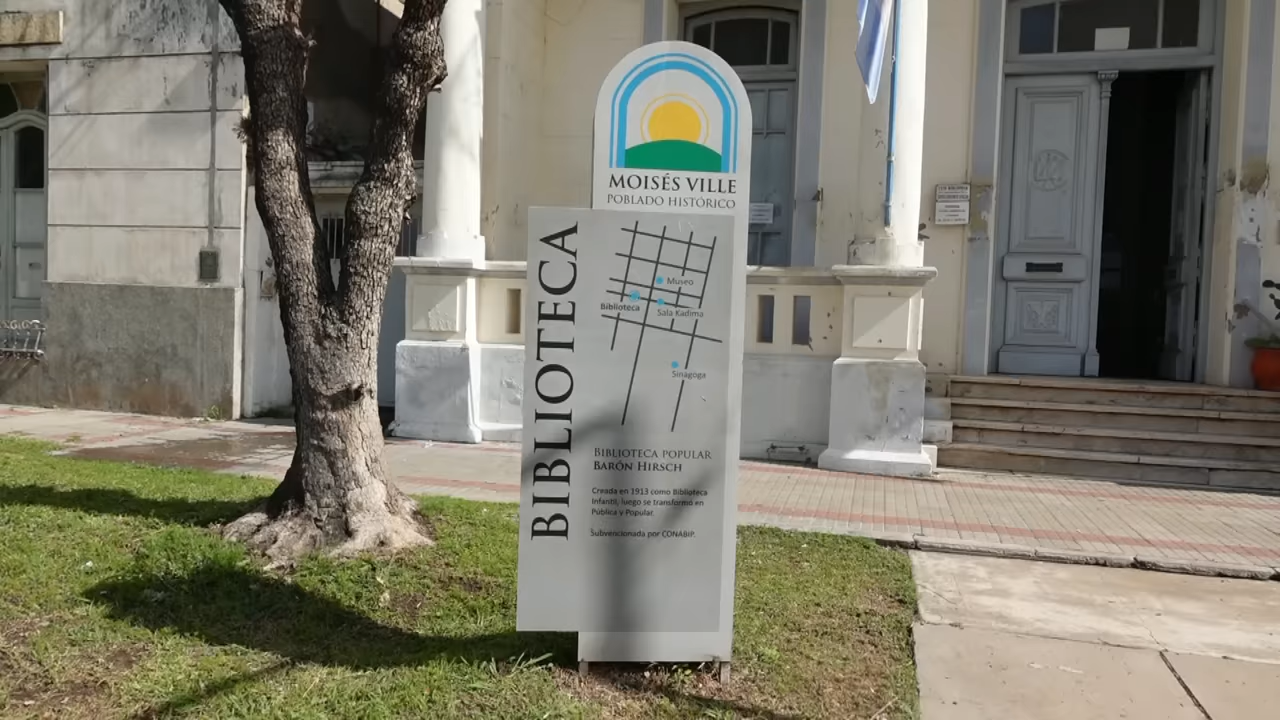 MOISÉS VILLE
POBLADO HISTÓRICO
BIBLIOTECA
Museo
Biblioteca
Sala Kadima
Sinagoga
BIBLIOTECA POPULAR
BARÓN HIRSCH
Creada en 1913 como Biblioteca
Infantil, luego se transformó en
Pública y Popular.
Subvencionada por CONABIP.